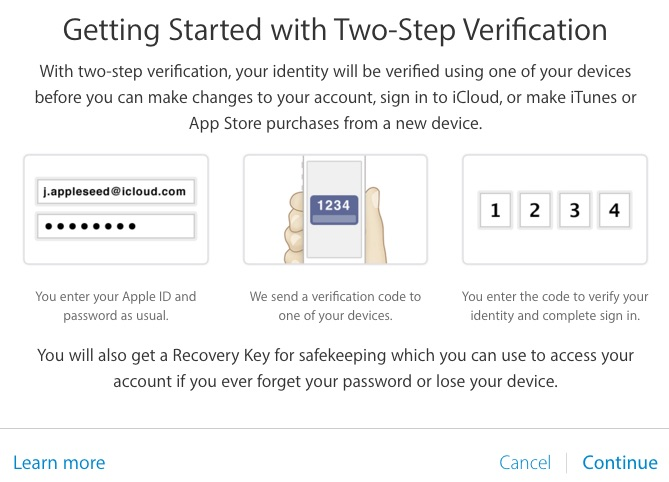 Getting Started with Two-Step Verification
With two-step verification, your identity will be verified using one of your devices
before you can make changes to your account, sign in to iCloud, or make iTunes or
App Store purchases from a new device.
j.appleseed@icloud.com
••••••••
1234
1 2 3 4
You enter your Apple ID and
password as usual.
We send a verification code to
one of your devices.
You enter the code to verify your
identity and complete sign in.
You will also get a Recovery Key for safekeeping which you can use to access your
account if you ever forget your password or lose your device.
Learn more
Cancel
Continue